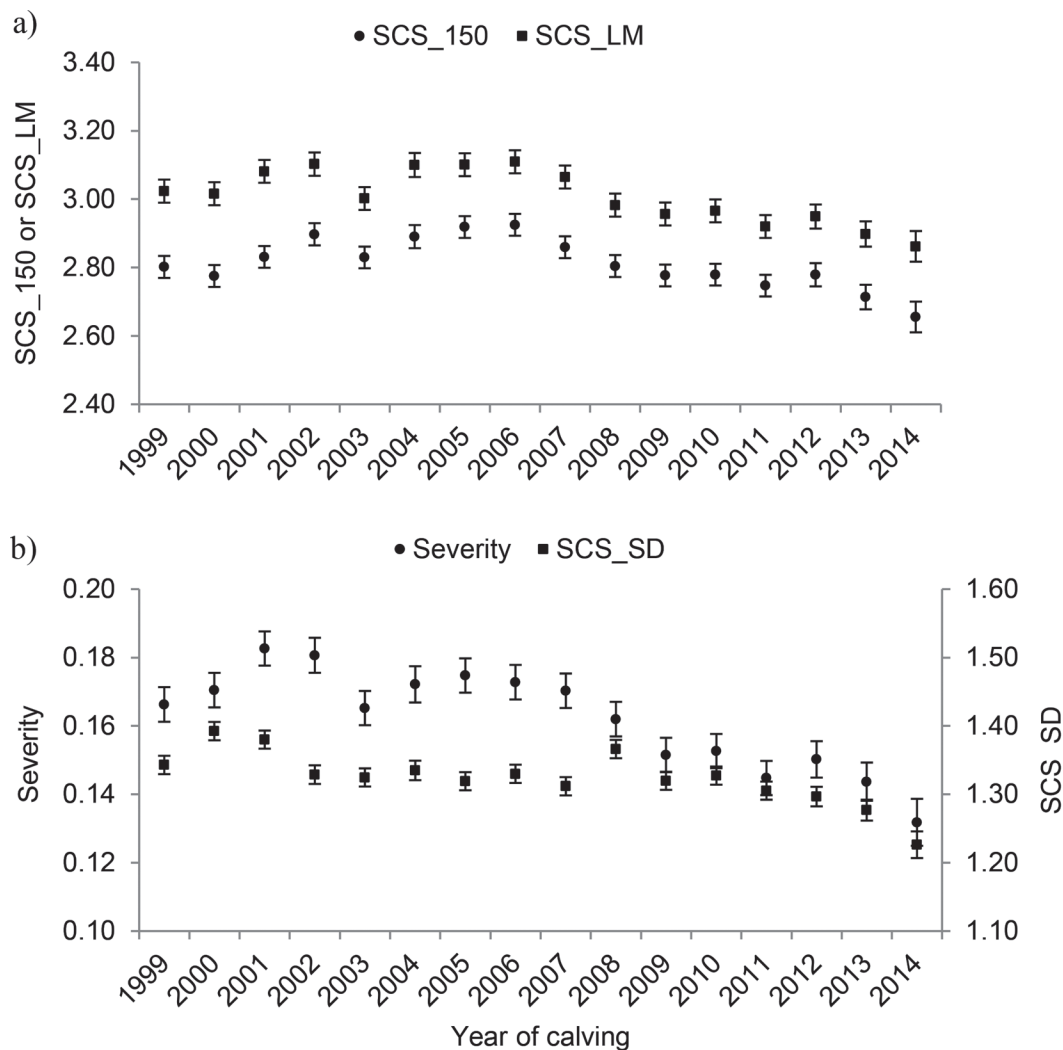 a)
SCS_150 SCS_LM
SCS_150 or SCS_LM
3.40
3.20
3.00
2.80
2.60
2.40
1999 2000 2001 2002 2003 2004 2005 2006 2007 2008 2009 2010 2011 2012 2013 2014
b)
Severity SCS_SD
Severity
0.20
0.18
0.16
0.14
0.12
0.10
1.60
1.50
1.40
1.30
1.20
1.10
SCS_SD
1999 2000 2001 2002 2003 2004 2005 2006 2007 2008 2009 2010 2011 2012 2013 2014
Year of calving